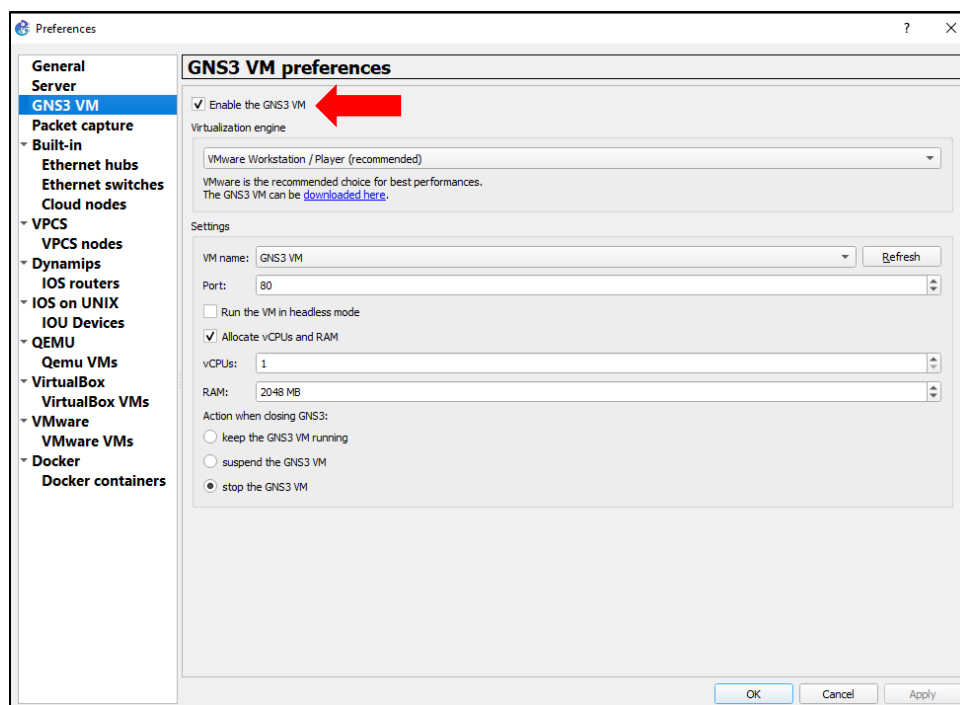 Preferences
?
General
Server
GNS3 VM
Packet capture
Built-in
Ethernet hubs
Ethernet switches
Cloud nodes
VPCS
VPCS nodes
Dynamips
IOS routers
IOS on UNIX
IOU Devices
QEMU
Qemu VMs
VirtualBox
VirtualBox VMs
VMware
VMware VMs
Docker
Docker containers
GNS3 VM preferences
Enable the GNS3 VM
Virtualization engine
VMware Workstation / Player (recommended)
VMware is the recommended choice for best performances.
The GNS3 VM can be downloaded here.
Settings
VM name: GNS3 VM Refresh
Port: 80
Run the VM in headless mode
Allocate vCPUs and RAM
vCPUs: 1
RAM: 2048 MB
Action when closing GNS3:
keep the GNS3 VM running
suspend the GNS3 VM
stop the GNS3 VM
OK Cancel Apply